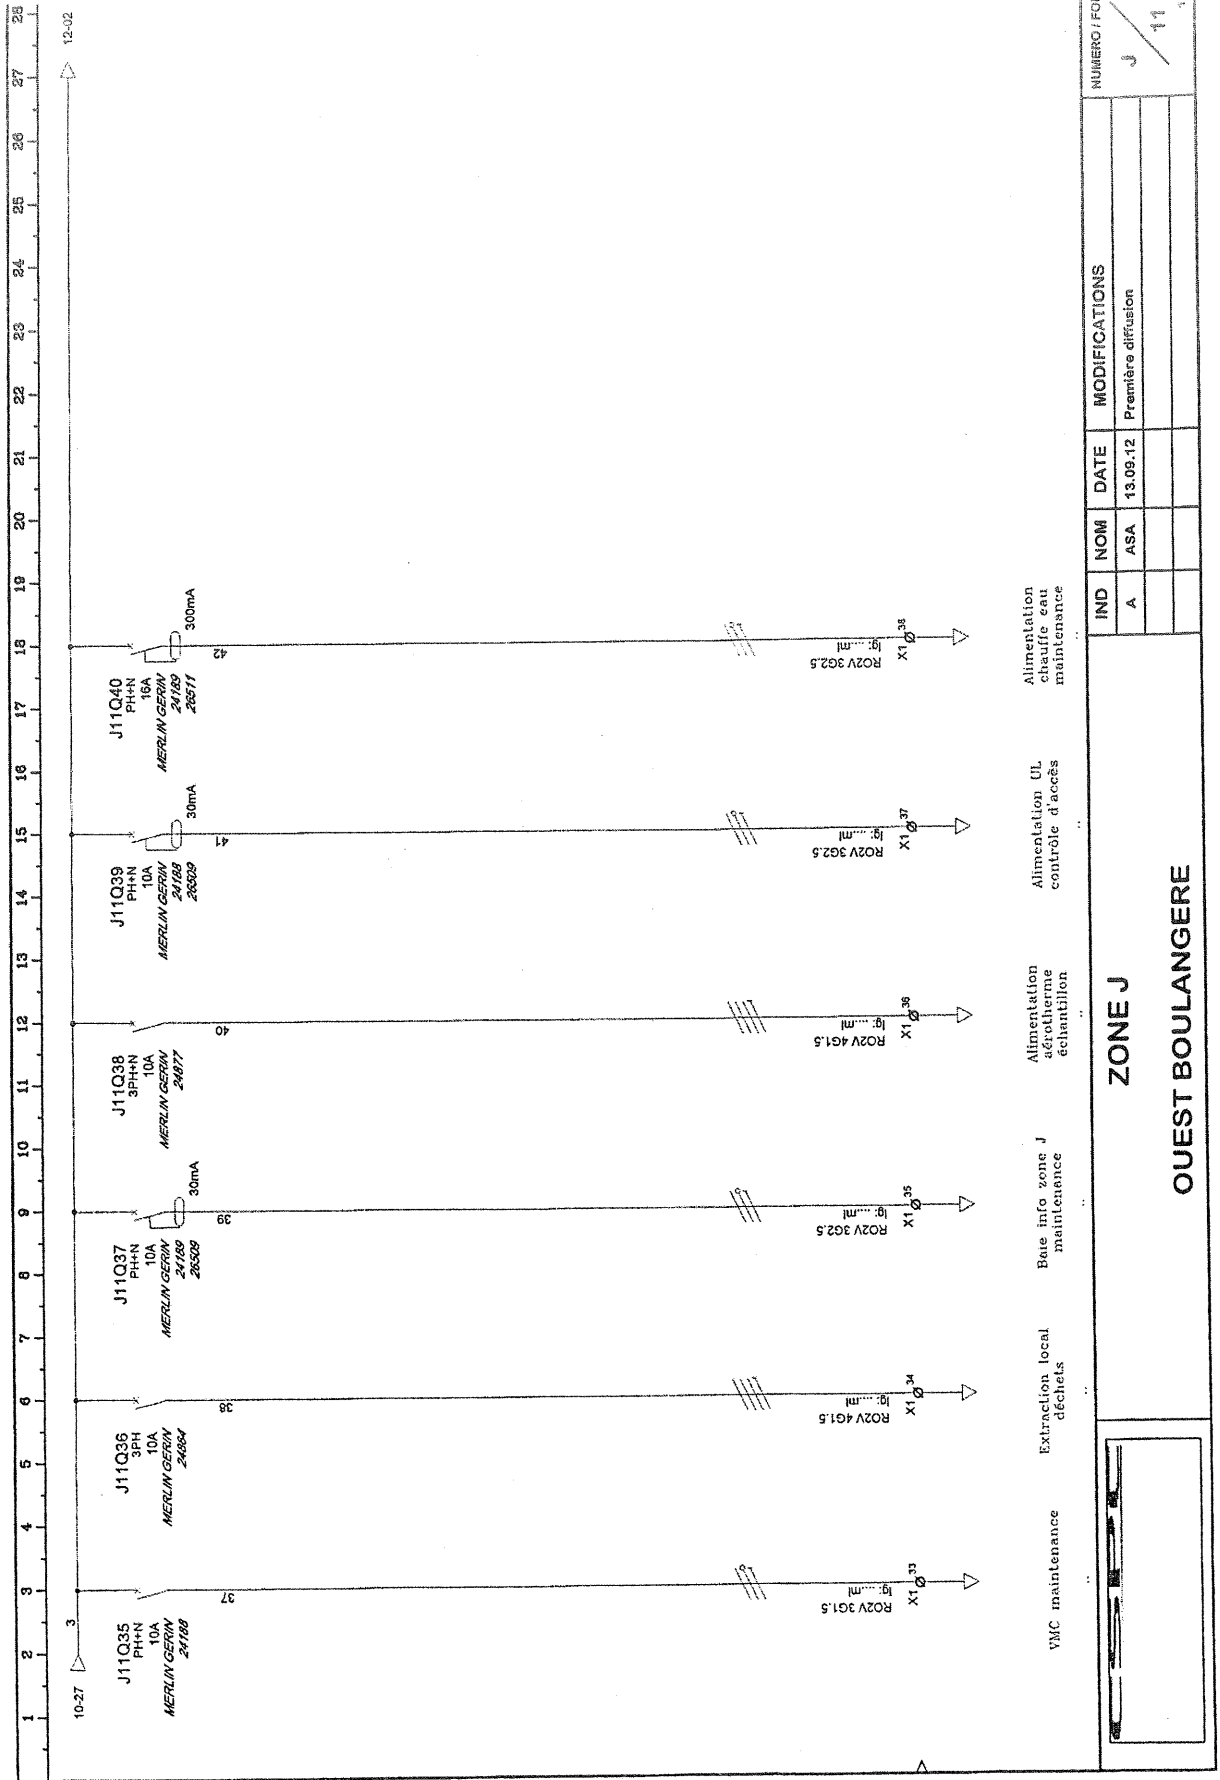 1 2 3 4 5 6 7 8 9 10 11 12 13 14 15 16 17 18 19 20 21 22 23 24 25 26 27 28
10-27
3
12-02
J11Q35
PH+N
10A
MERLIN GERIN
24188
37
RO2V 3G1.5
lg: ....ml
X1 33
VMC maintenance
J11Q36
3PH
10A
MERLIN GERIN
24864
38
RO2V 4G1.5
lg: ....ml
X1 34
Extraction local
déchets
J11Q37
PH+N
10A
MERLIN GERIN
24189
26509
30mA
39
RO2V 3G2.5
lg: ....ml
X1 35
Baie info zone J
maintenance
J11Q38
3PH+N
10A
MERLIN GERIN
24877
40
RO2V 4G1.5
lg: ....ml
X1 36
Alimentation
aérotherme
échantillon
J11Q39
PH+N
10A
MERLIN GERIN
24188
26509
30mA
41
RO2V 3G2.5
lg: ....ml
X1 37
Alimentation UL
contrôle d'accès
J11Q40
PH+N
16A
MERLIN GERIN
24189
26511
300mA
42
RO2V 3G2.5
lg: ....ml
X1 38
Alimentation
chauffe eau
maintenance
ZONE J
OUEST BOULANGERE
IND NOM DATE MODIFICATIONS
A ASA 13.09.12 Première diffusion
NUMERO / FO
J / 11